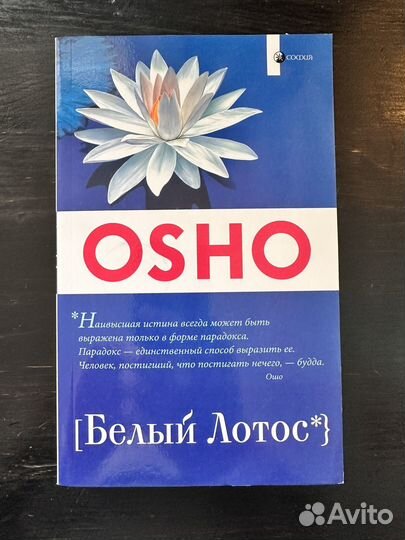 СОФИЯ
OSHO
*Наивысшая истина всегда может быть
выражена только в форме парадокса.
Парадокс — единственный способ выразить ее.
Человек, постигший, что постигать нечего, — будда.
Ошо
[Белый Лотос*}
Avito